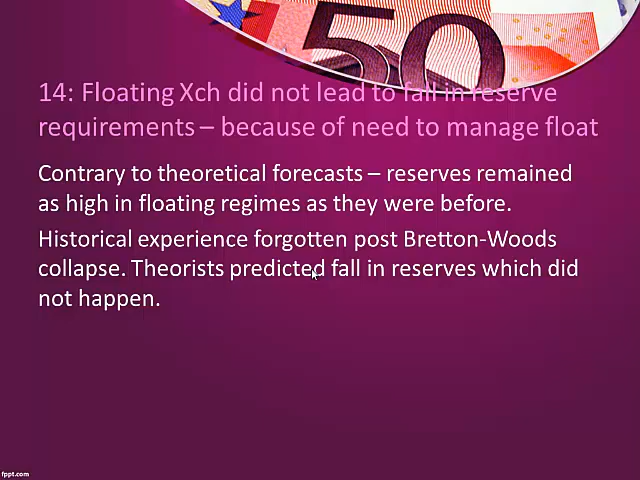 50
14: Floating Xch did not lead to fall in reserve
requirements – because of need to manage float
Contrary to theoretical forecasts – reserves remained
as high in floating regimes as they were before.
Historical experience forgotten post Bretton-Woods
collapse. Theorists predicted fall in reserves which did
not happen.
fppt.com